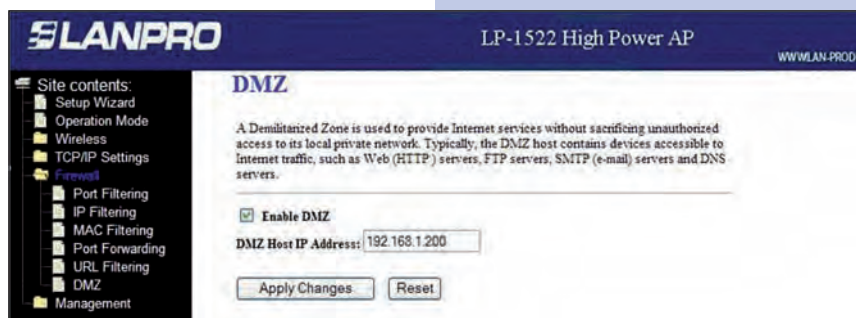 LANPRO
LP-1522 High Power AP
WWW.LAN-PROD
Site contents:
Setup Wizard
Operation Mode
Wireless
TCP/IP Settings
Firewall
Port Filtering
IP Filtering
MAC Filtering
Port Forwarding
URL Filtering
DMZ
Management
DMZ
A Demilitarized Zone is used to provide Internet services without sacrificing unauthorized
access to its local private network. Typically, the DMZ host contains devices accessible to
Internet traffic, such as Web (HTTP ) servers, FTP servers, SMTP (e-mail) servers and DNS
servers.
Enable DMZ
DMZ Host IP Address: 192.168.1.200
Apply Changes Reset